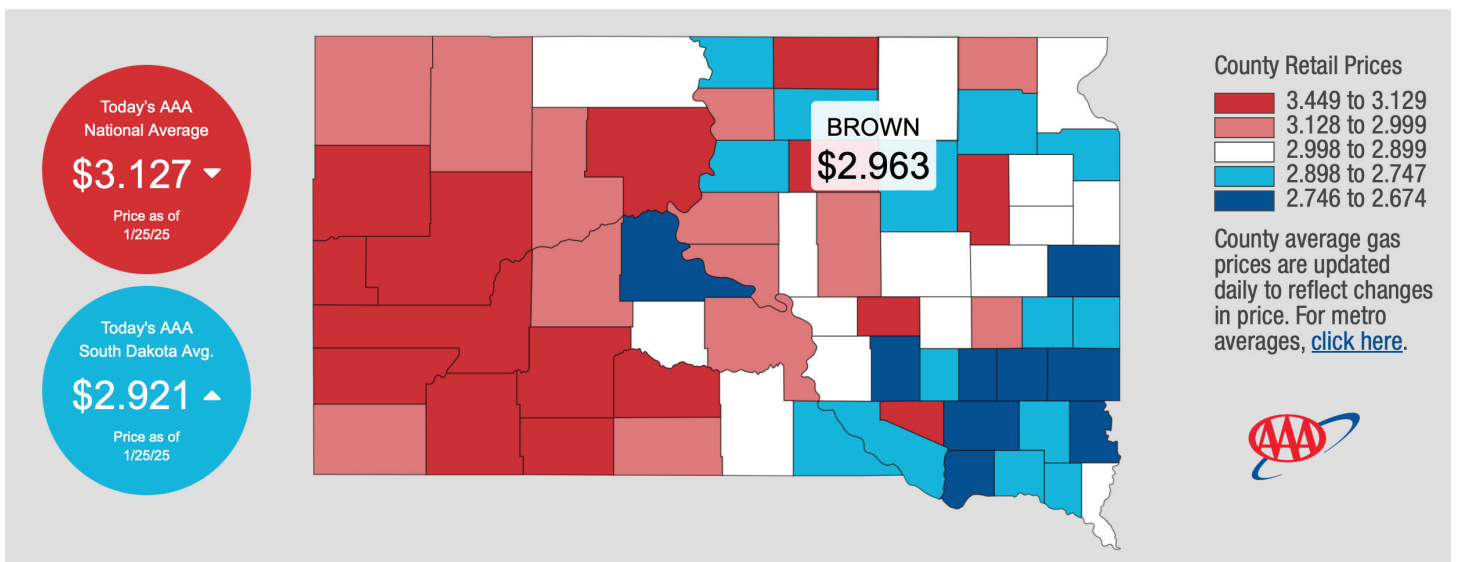 Today's AAA
National Average
$3.127
Price as of
1/25/25
Today's AAA
South Dakota Avg.
$2.921
Price as of
1/25/25
BROWN
$2.963
County Retail Prices
3.449 to 3.129
3.128 to 2.999
2.998 to 2.899
2.898 to 2.747
2.746 to 2.674
County average gas
prices are updated
daily to reflect changes
in price. For metro
averages, click here.
AAA